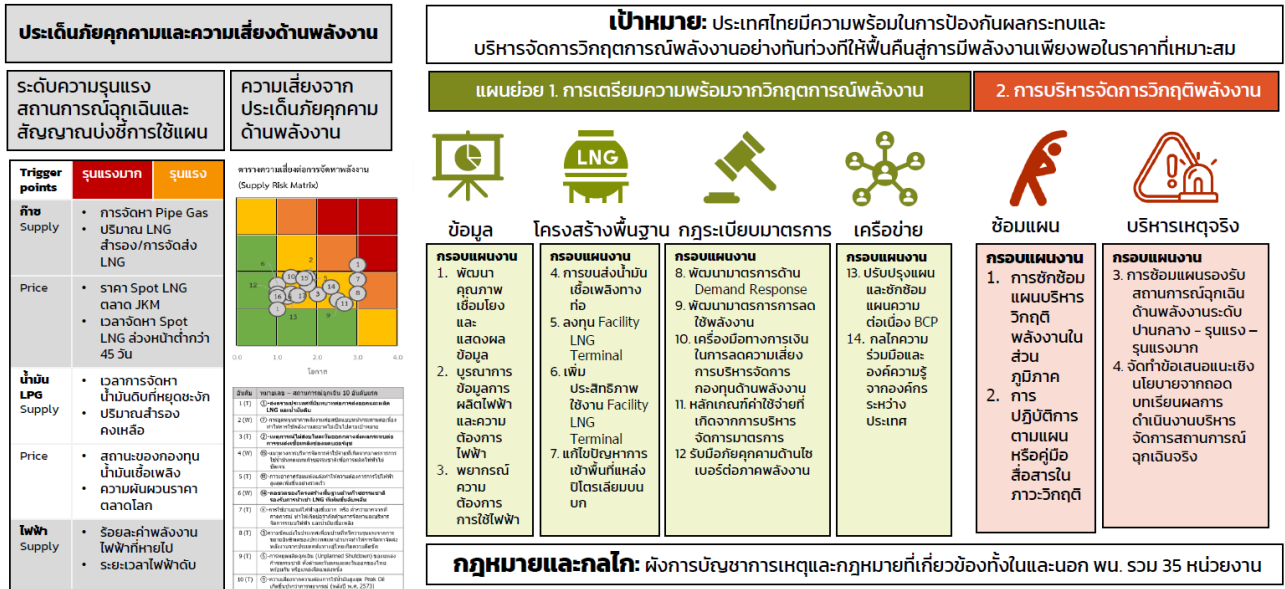 ประเด็นภัยคุกคามและความเสี่ยงด้านพลังงาน
ระดับความรุนแรง
สถานการณ์ฉุกเฉินและ
สัญญาณบ่งชี้การใช้แผน
ความเสี่ยงจาก
ประเด็นภัยคุกคาม
ด้านพลังงาน
Trigger
points
รุนแรงมาก
รุนแรง
ก๊าซ
Supply
• การจัดหา Pipe Gas
• ปริมาณ LNG
สำรอง/การจัดส่ง
LNG
Price
• ราคา Spot LNG
ตลาด JKM
• เวลาจัดหา Spot
LNG ล่วงหน้าต่ำกว่า
45 วัน
น้ำมัน
LPG
Supply
• เวลาการจัดหา
น้ำมันดิบที่หยุดชะงัก
• ปริมาณสำรอง
คงเหลือ
Price
• สถานะของกองทุน
น้ำมันเชื้อเพลิง
• ความผันผวนราคา
ตลาดโลก
ไฟฟ้า
Supply
• ร้อยละค่าพลังงาน
ไฟฟ้าที่หายไป
• ระยะเวลาไฟฟ้าดับ
ตารางความเสี่ยงต่อการจัดหาพลังงาน
(Supply Risk Matrix)
0.0 1.0 2.0 3.0 4.0
โอกาส
อันดับ หมายเลข – สถานการณ์ฉุกเฉิน 10 อันดับแรก
1 (T)
2 (W)
3 (T)
4 (W)
5 (T)
6 (W)
7 (T)
8 (T)
9 (T)
10 (T)
เป้าหมาย: ประเทศไทยมีความพร้อมในการป้องกันผลกระทบและ
บริหารจัดการวิกฤตการณ์พลังงานอย่างทันท่วงทีให้ฟื้นคืนสู่การมีพลังงานเพียงพอในราคาที่เหมาะสม
แผนย่อย 1. การเตรียมความพร้อมจากวิกฤตการณ์พลังงาน
2. การบริหารจัดการวิกฤติพลังงาน
LNG
ข้อมูล
โครงสร้างพื้นฐาน
กฎระเบียบมาตรการ
เครือข่าย
ซ้อมแผน
บริหารเหตุจริง
กรอบแผนงาน
1. พัฒนา
คุณภาพ
เชื่อมโยง
และ
แสดงผล
ข้อมูล
2. บูรณาการ
ข้อมูลการ
ผลิตไฟฟ้า
และความ
ต้องการ
ไฟฟ้า
3. พยากรณ์
ความ
ต้องการ
การใช้ไฟฟ้า
กรอบแผนงาน
4. การขนส่งน้ำมัน
เชื้อเพลิงทาง
ท่อ
5. ลงทุน Facility
LNG
Terminal
6. เพิ่ม
ประสิทธิภาพ
ใช้งาน Facility
LNG
Terminal
7. แก้ไขปัญหาการ
เข้าพื้นที่แหล่ง
ปิโตรเลียมบน
บก
กรอบแผนงาน
8. พัฒนามาตรการด้าน
Demand Response
9. พัฒนามาตรการการลด
ใช้พลังงาน
10. เครื่องมือทางการเงิน
ในการลดความเสี่ยง
การบริหารจัดการ
กองทุนด้านพลังงาน
11. หลักเกณฑ์ค่าใช้จ่ายที่
เกิดจากการบริหาร
จัดการมาตรการ
12 รับมือภัยคุกคามด้านไซ
เบอร์ต่อภาคพลังงาน
กรอบแผนงาน
13. ปรับปรุงแผน
และซักซ้อม
แผนความ
ต่อเนื่อง BCP
14. กลไกความ
ร่วมมือและ
องค์ความรู้
จากองค์กร
ระหว่าง
ประเทศ
กรอบแผนงาน
1. การซักซ้อม
แผนบริหาร
วิกฤติ
พลังงานใน
ส่วน
ภูมิภาค
2. การ
ปฏิบัติการ
ตามแผน
หรือคู่มือ
สื่อสารใน
ภาวะวิกฤติ
กรอบแผนงาน
3. การซ้อมแผนรองรับ
สถานการณ์ฉุกเฉิน
ด้านพลังงานระดับ
ปานกลาง - รุนแรง –
รุนแรงมาก
4. จัดทำข้อเสนอแนะเชิง
นโยบายจากถอด
บทเรียนผลการ
ดำเนินงานบริหาร
จัดการสถานการณ์
ฉุกเฉินจริง
กฎหมายและกลไก: ผังการบัญชาการเหตุและกฎหมายที่เกี่ยวข้องทั้งในและนอก พน. รวม 35 หน่วยงาน